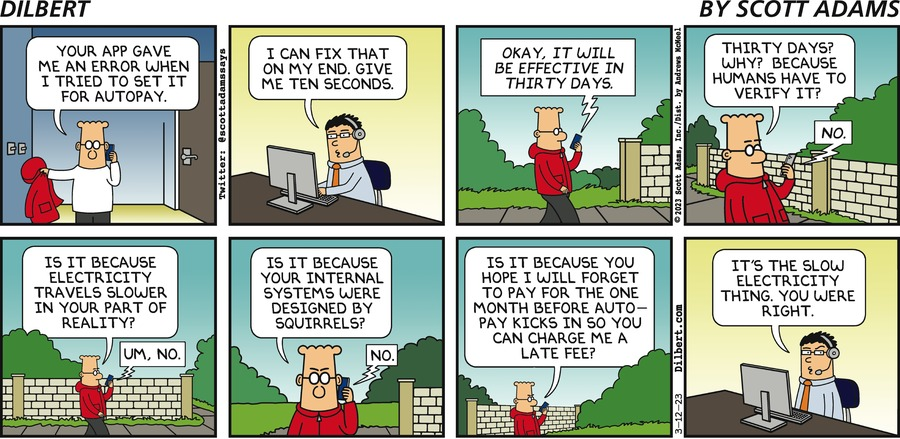 DILBERT
BY SCOTT ADAMS
YOUR APP GAVE
ME AN ERROR WHEN
I TRIED TO SET IT
FOR AUTOPAY.
Twitter: @scottadamssays
I CAN FIX THAT
ON MY END. GIVE
ME TEN SECONDS.
OKAY, IT WILL
BE EFFECTIVE IN
THIRTY DAYS.
©2023 Scott Adams, Inc./Dist. by Andrews McMeel
THIRTY DAYS?
WHY? BECAUSE
HUMANS HAVE TO
VERIFY IT?
NO.
IS IT BECAUSE
ELECTRICITY
TRAVELS SLOWER
IN YOUR PART OF
REALITY?
UM, NO.
IS IT BECAUSE
YOUR INTERNAL
SYSTEMS WERE
DESIGNED BY
SQUIRRELS?
NO.
IS IT BECAUSE YOU
HOPE I WILL FORGET
TO PAY FOR THE ONE
MONTH BEFORE AUTO-
PAY KICKS IN SO YOU
CAN CHARGE ME A
LATE FEE?
3-12-23 Dilbert.com
IT'S THE SLOW
ELECTRICITY
THING. YOU WERE
RIGHT.